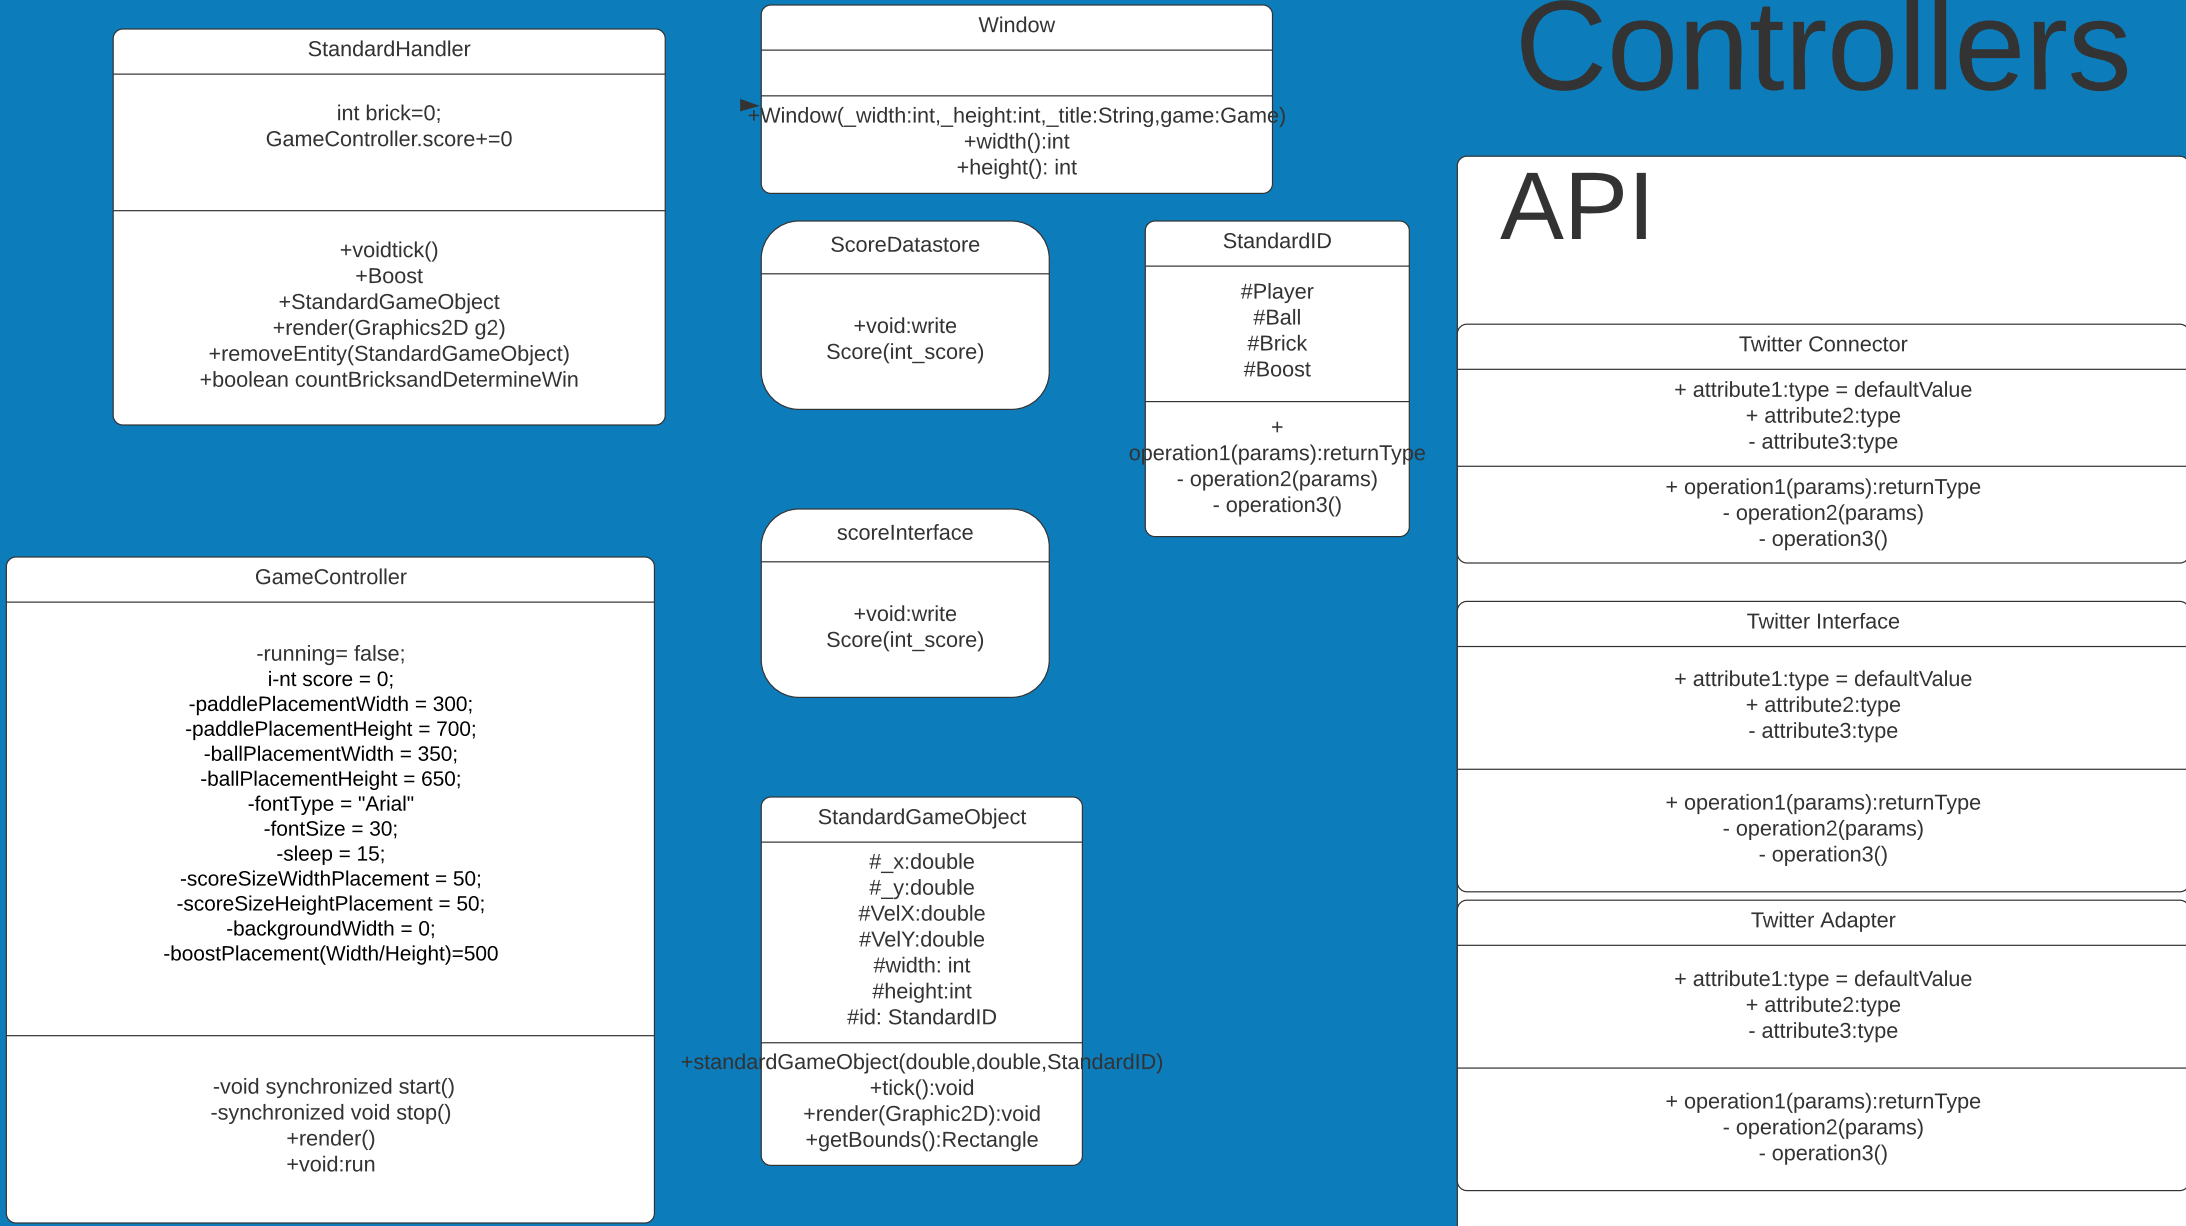 Controllers
StandardHandler
int brick=0;
GameController.score+=0
+voidtick()
+Boost
+StandardGameObject
+render(Graphics2D g2)
+removeEntity(StandardGameObject)
+boolean countBricksandDetermineWin
Window
+Window(_width:int,_height:int,_title:String,game:Game)
+width():int
+height(): int
ScoreDatastore
+void:write
Score(int_score)
StandardID
#Player
#Ball
#Brick
#Boost
+
operation1(params):returnType
- operation2(params)
- operation3()
scoreInterface
+void:write
Score(int_score)
GameController
-running= false;
i-nt score = 0;
-paddlePlacementWidth = 300;
-paddlePlacementHeight = 700;
-ballPlacementWidth = 350;
-ballPlacementHeight = 650;
-fontType = "Arial"
-fontSize = 30;
-sleep = 15;
-scoreSizeWidthPlacement = 50;
-scoreSizeHeightPlacement = 50;
-backgroundWidth = 0;
-boostPlacement(Width/Height)=500
-void synchronized start()
-synchronized void stop()
+render()
+void:run
StandardGameObject
#_x:double
#_y:double
#VelX:double
#VelY:double
#width: int
#height:int
#id: StandardID
+standardGameObject(double,double,StandardID)
+tick():void
+render(Graphic2D):void
+getBounds():Rectangle
API
Twitter Connector
+ attribute1:type = defaultValue
+ attribute2:type
- attribute3:type
+ operation1(params):returnType
- operation2(params)
- operation3()
Twitter Interface
+ attribute1:type = defaultValue
+ attribute2:type
- attribute3:type
+ operation1(params):returnType
- operation2(params)
- operation3()
Twitter Adapter
+ attribute1:type = defaultValue
+ attribute2:type
- attribute3:type
+ operation1(params):returnType
- operation2(params)
- operation3()